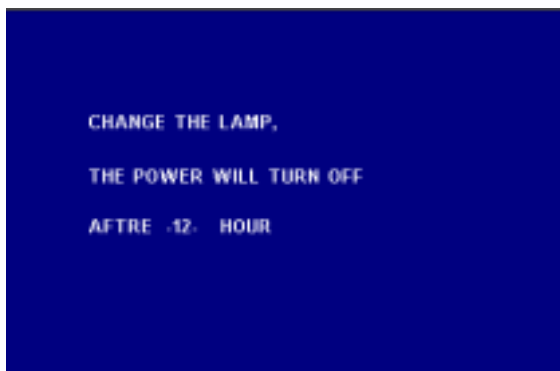 CHANGE THE LAMP.
THE POWER WILL TURN OFF
AFTRE -12- HOUR